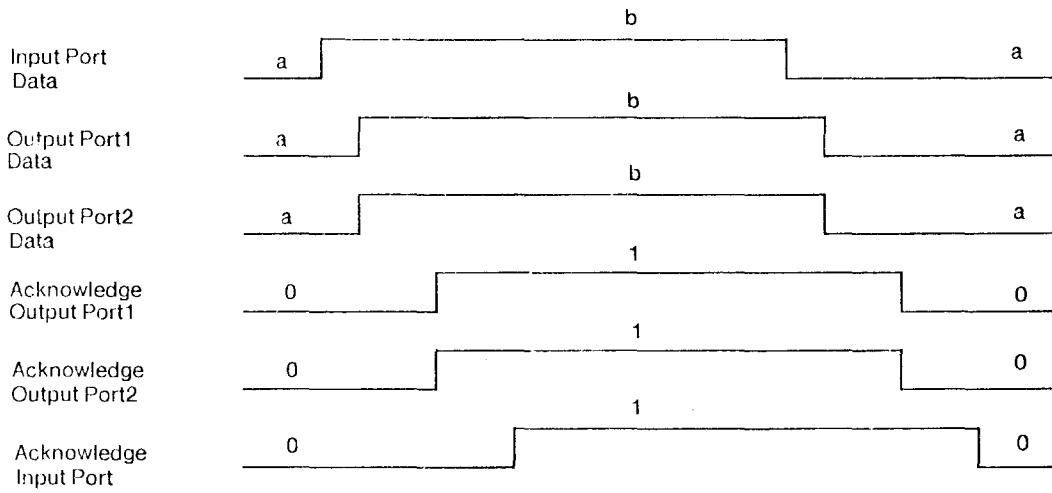 b
Input Port
Data
a
a
b
Output Port1
Data
a
a
b
Output Port2
Data
a
a
1
Acknowledge
Output Port1
0
0
1
Acknowledge
Output Port2
0
0
1
Acknowledge
Input Port
0
0